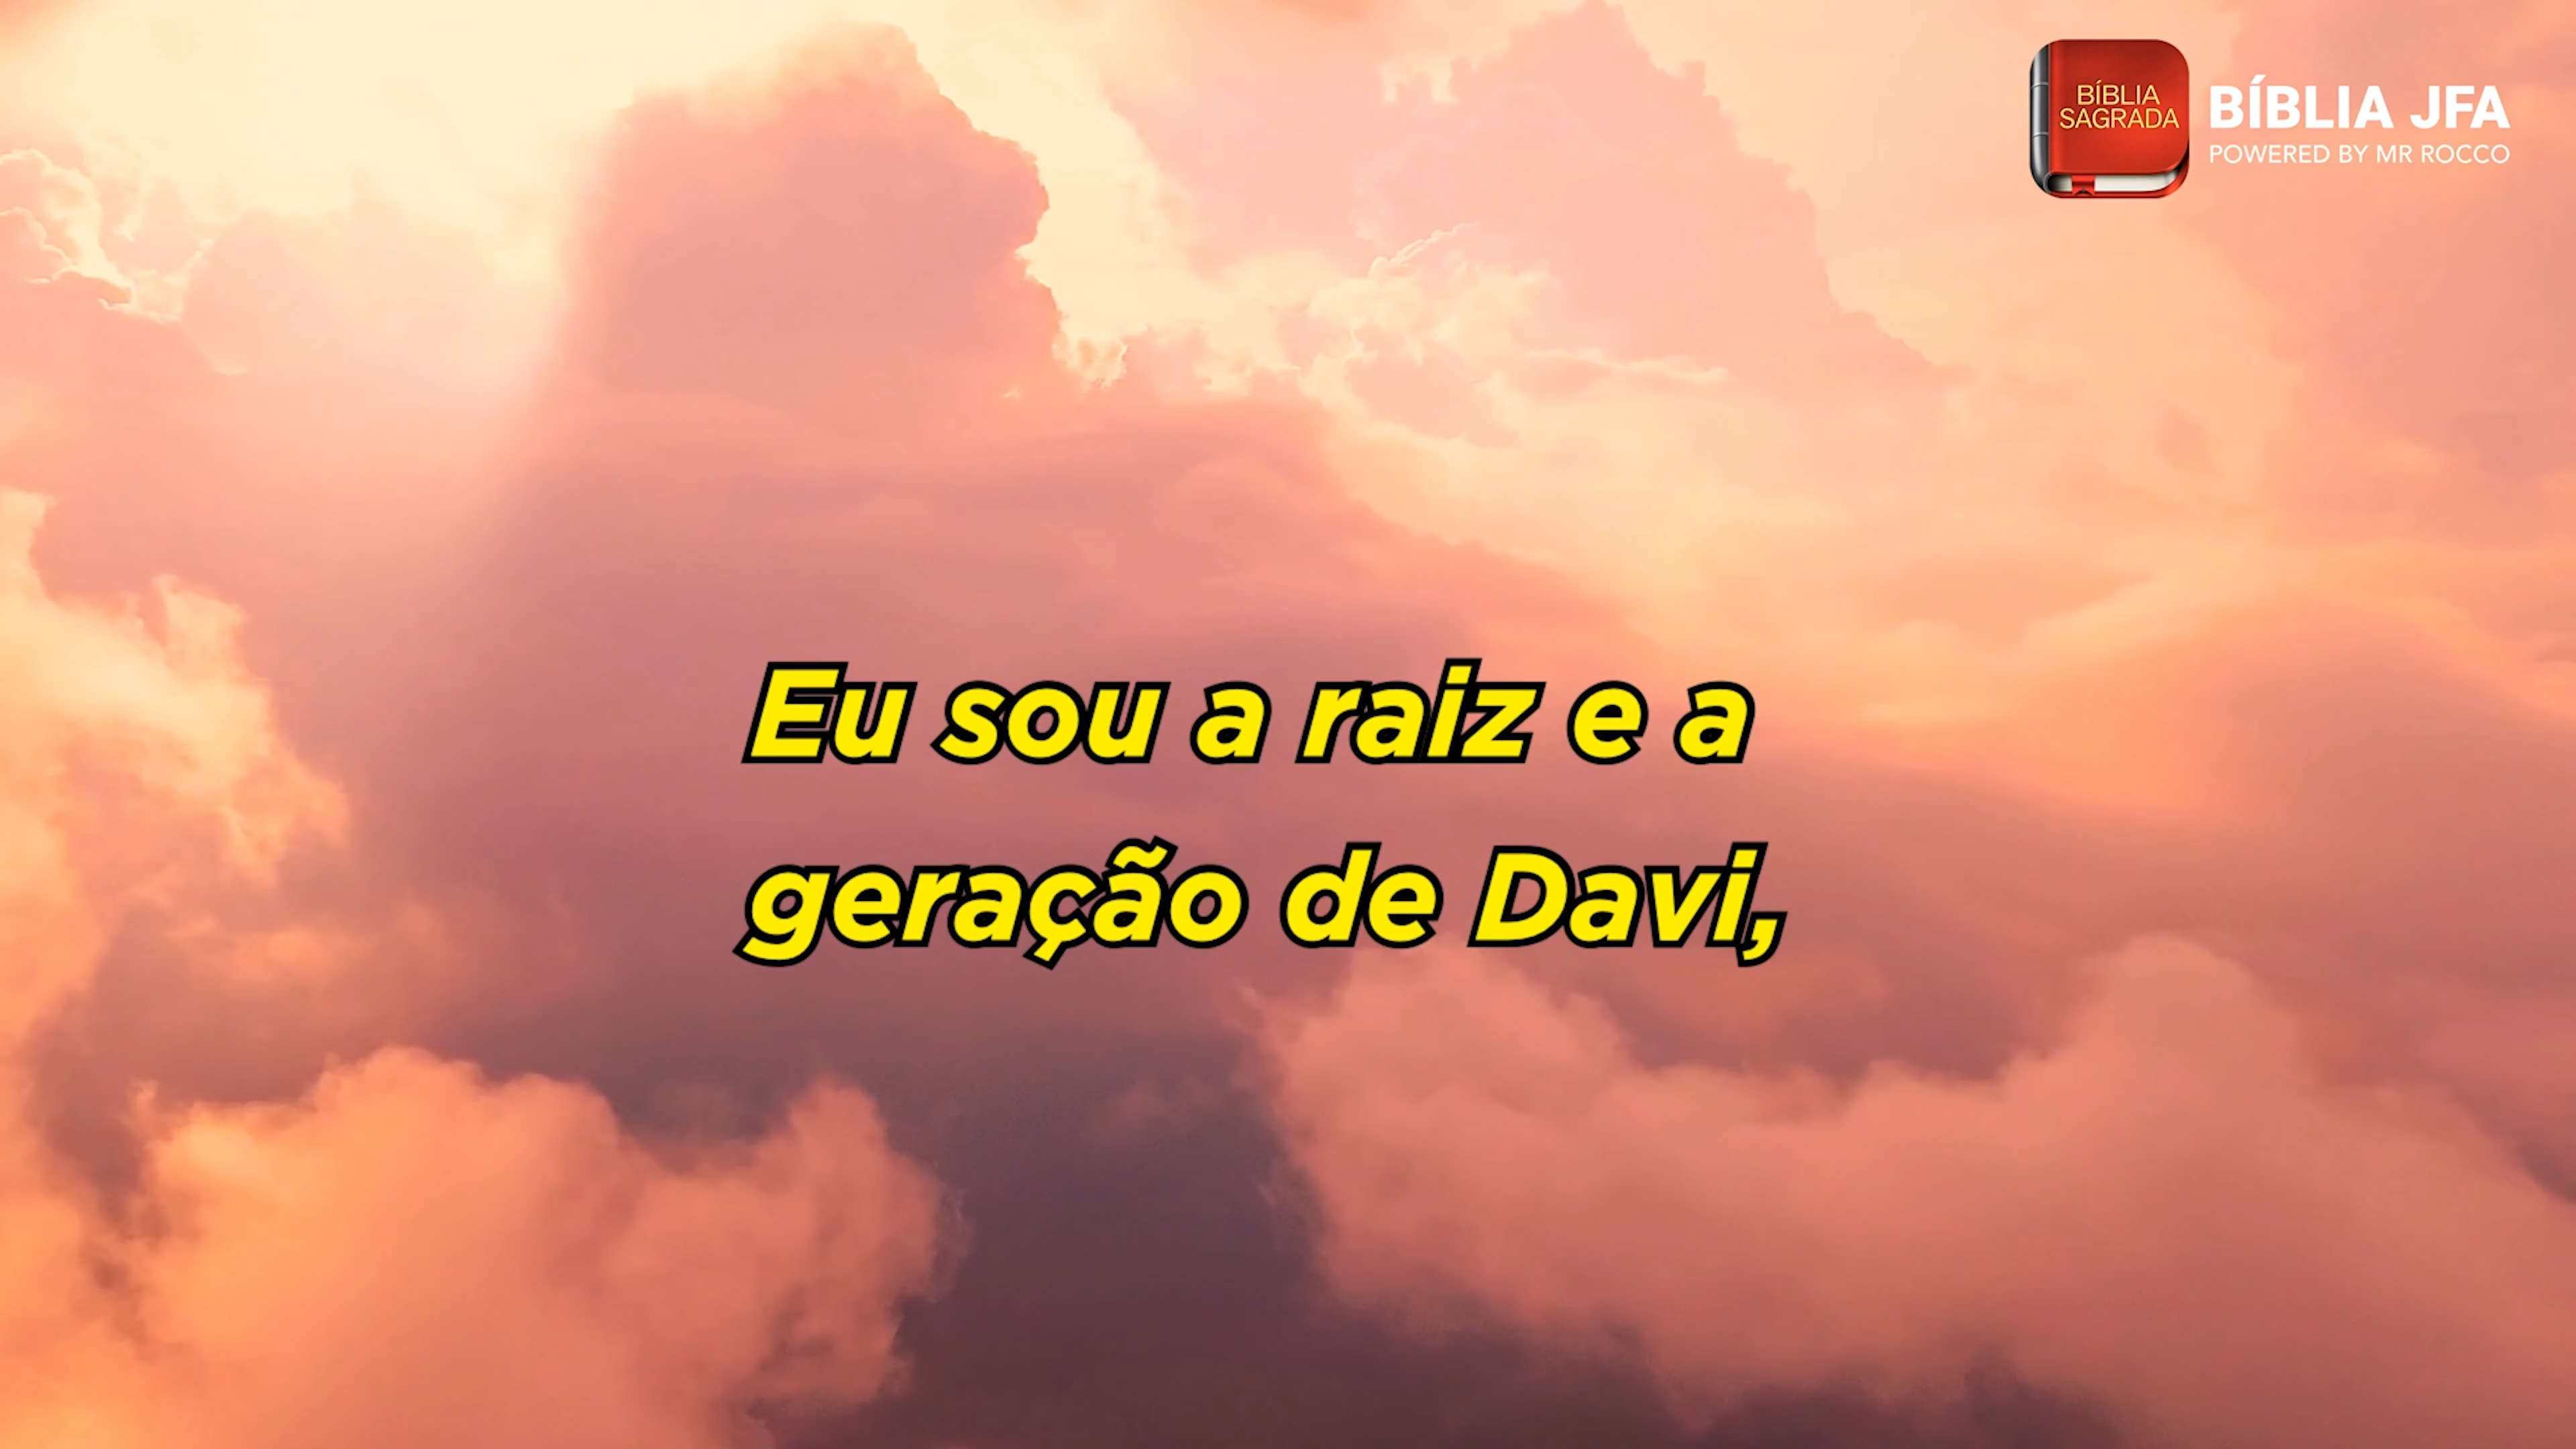 BÍBLIA
SAGRADA
BÍBLIA JFA
POWERED BY MR ROCCO
Eu sou a raiz e a
geração de Davi,